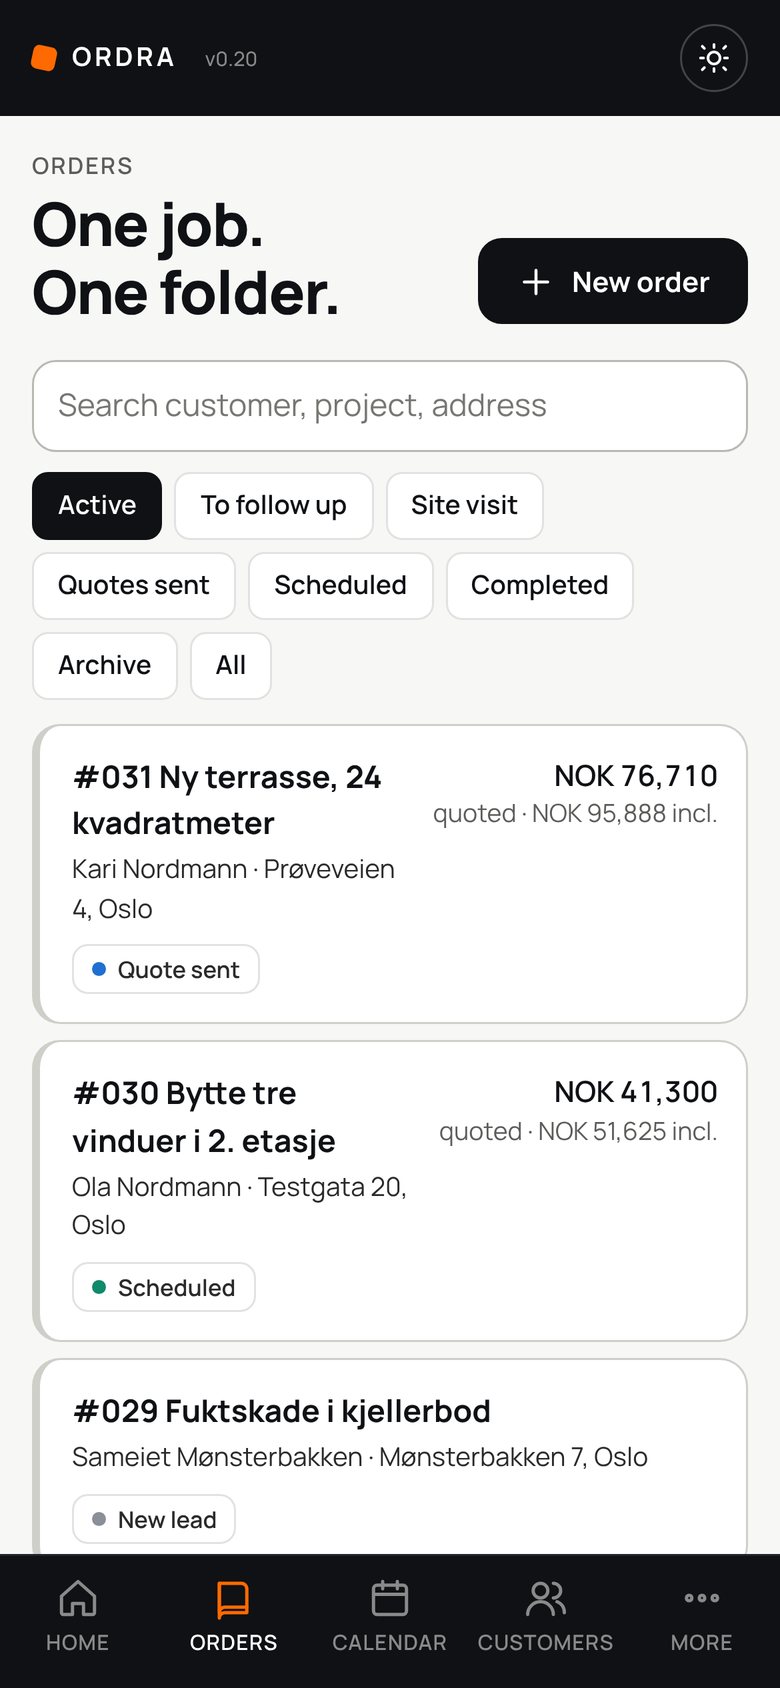 ORDRA v0.20
ORDERS
One job.
One folder.
New order
Search customer, project, address
Active To follow up Site visit
Quotes sent Scheduled Completed
Archive All
#031 Ny terrasse, 24
kvadratmeter
NOK 76,710
quoted · NOK 95,888 incl.
Kari Nordmann · Prøveveien
4, Oslo
Quote sent
#030 Bytte tre
vinduer i 2. etasje
NOK 41,300
quoted · NOK 51,625 incl.
Ola Nordmann · Testgata 20,
Oslo
Scheduled
#029 Fuktskade i kjellerbod
Sameiet Mønsterbakken · Mønsterbakken 7, Oslo
New lead
HOME ORDERS CALENDAR CUSTOMERS MORE